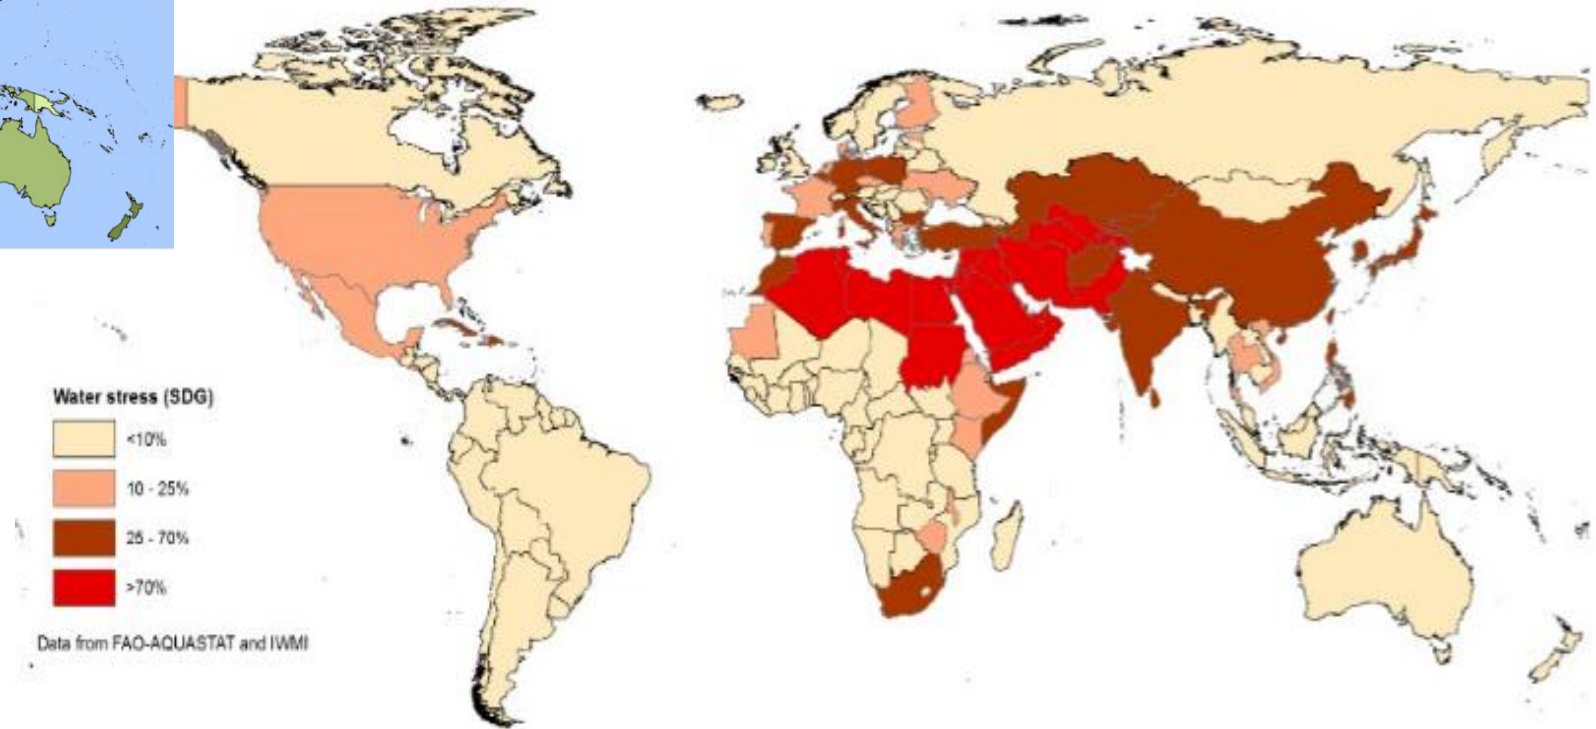 Water stress (SDG)
<10%
10 - 25%
25 - 70%
>70%
Data from FAO-AQUASTAT and IWMI